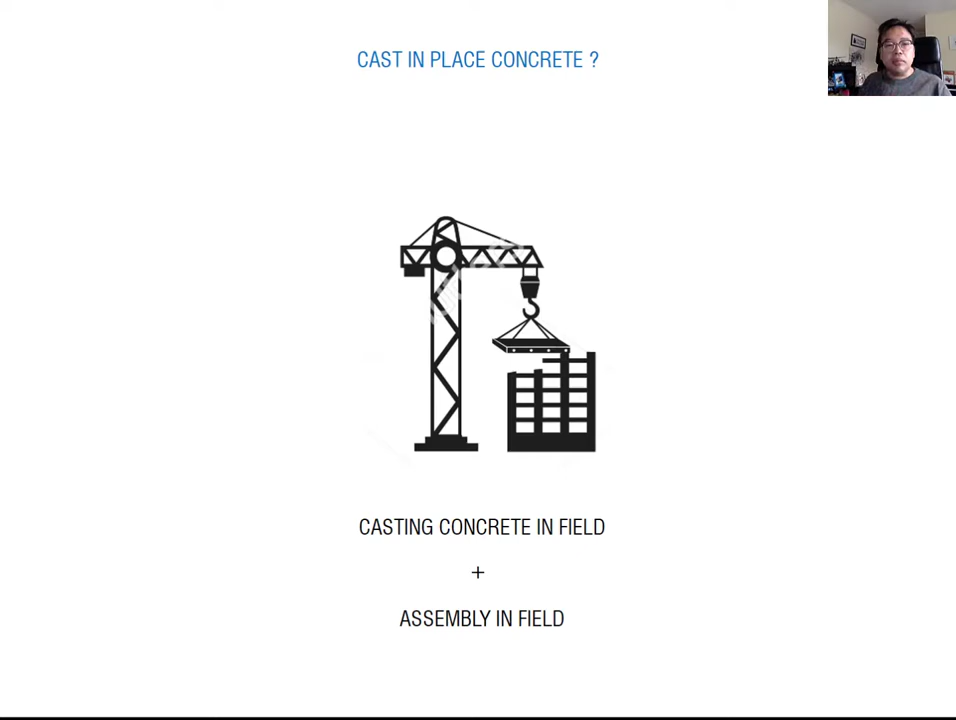 CAST IN PLACE CONCRETE ?
CASTING CONCRETE IN FIELD
+
ASSEMBLY IN FIELD